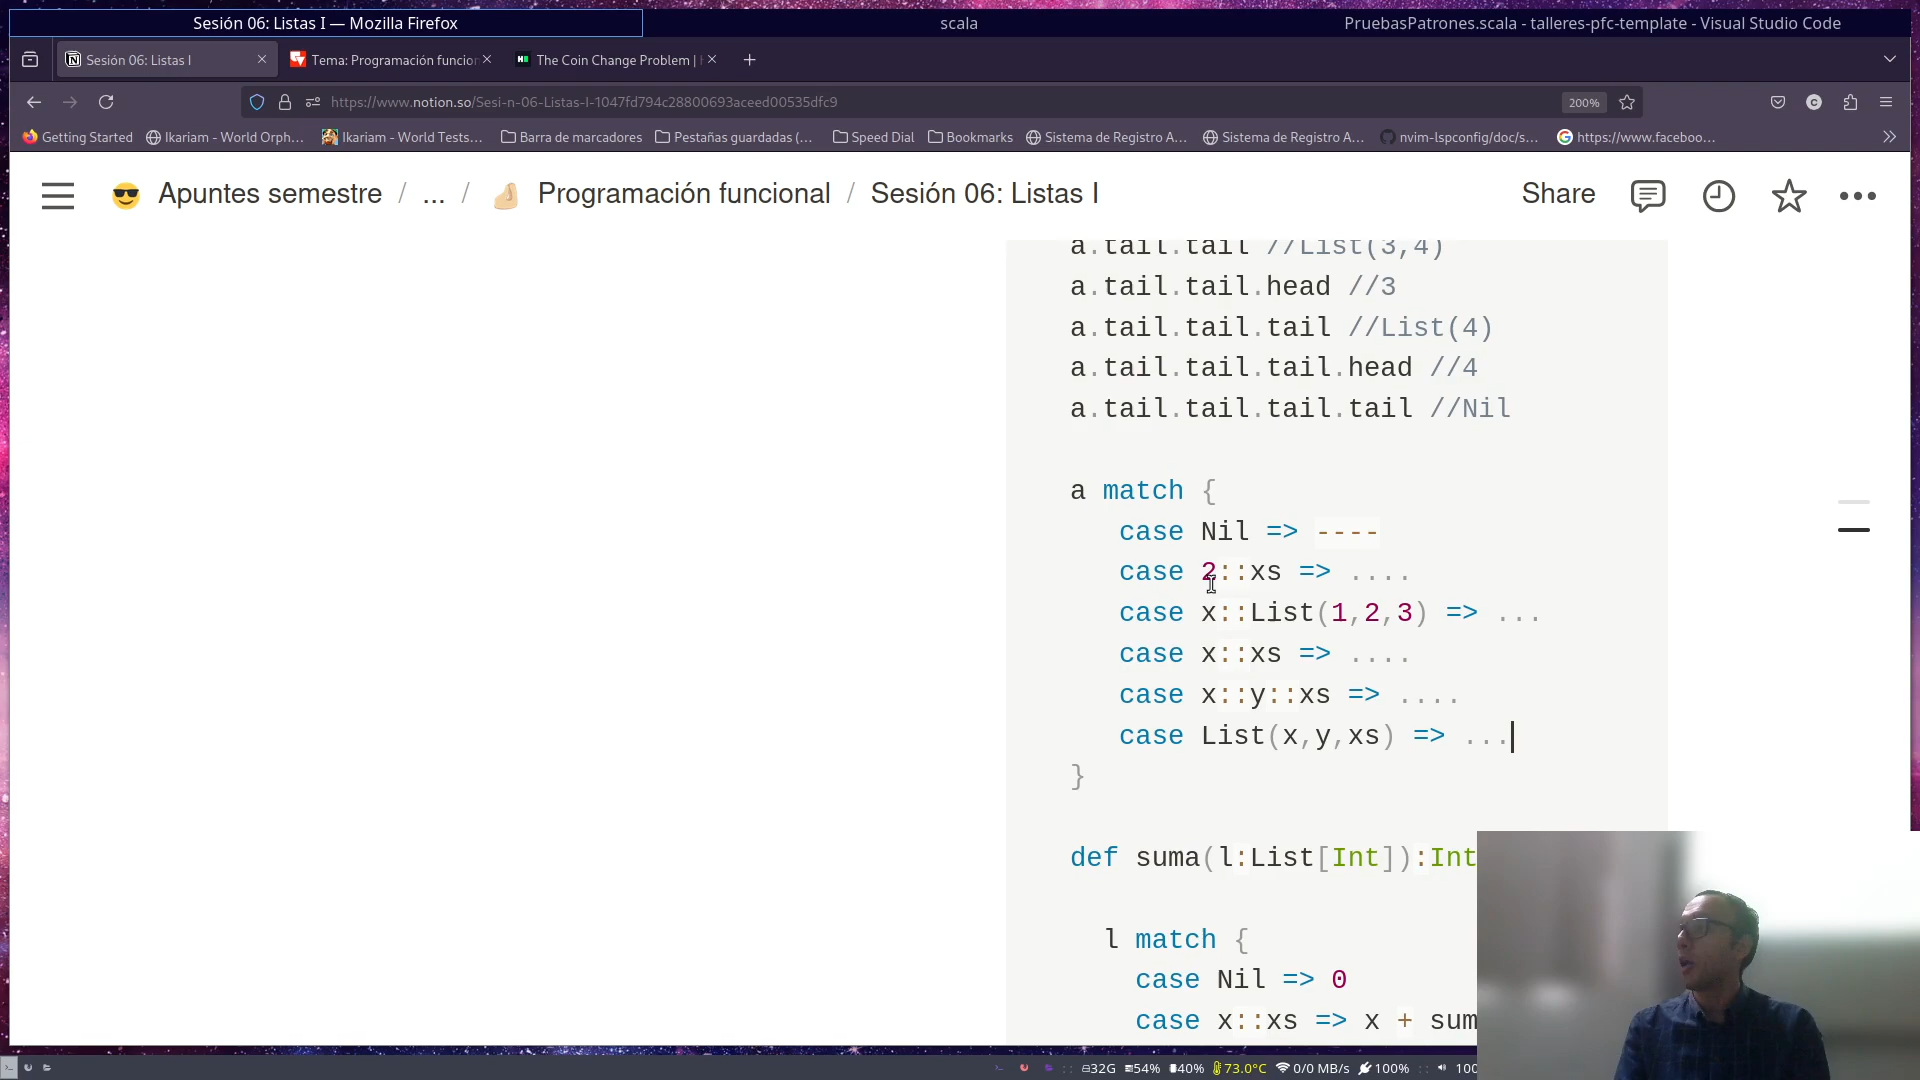 Sesión 06: Listas I — Mozilla Firefox
scala
PruebasPatrones.scala - talleres-pfc-template - Visual Studio Code
Sesión 06: Listas I
Tema: Programación funcion
The Coin Change Problem |
https://www.notion.so/Sesi-n-06-Listas-I-1047fd794c28800693aceed00535dfc9
200%
Getting Started
Ikariam - World Orph...
Ikariam - World Tests...
Barra de marcadores
Pestañas guardadas (...
Speed Dial
Bookmarks
Sistema de Registro A...
Sistema de Registro A...
nvim-lspconfig/doc/s...
https://www.faceboo...
Apuntes semestre / ... / Programación funcional / Sesión 06: Listas I
Share
a.tail.tail //List(3,4)
a.tail.tail.head //3
a.tail.tail.tail //List(4)
a.tail.tail.tail.head //4
a.tail.tail.tail.tail //Nil
a match {
case Nil => ----
case 2::xs => ....
case x::List(1,2,3) => ...
case x::xs => ....
case x::y::xs => ....
case List(x,y,xs) => ...
}
def suma(l:List[Int]):Int
l match {
case Nil => 0
case x::xs => x + sum
32G 54% 40% 73.0°C 0/0 MB/s 100% 100